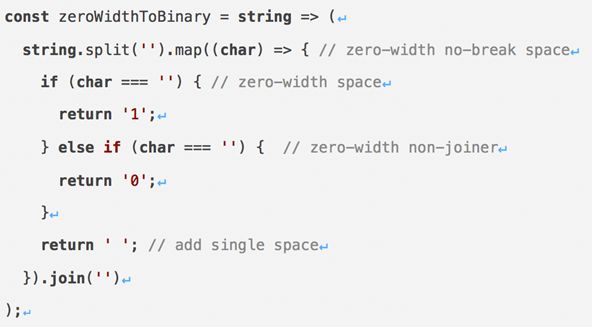 const zeroWidthToBinary = string => (↵
string.split('').map((char) => { // zero-width no-break space↵
if (char === '') { // zero-width space↵
return '1';↵
} else if (char === '') {  // zero-width non-joiner↵
return '0';↵
}↵
return ' '; // add single space↵
}).join('')↵
);↵